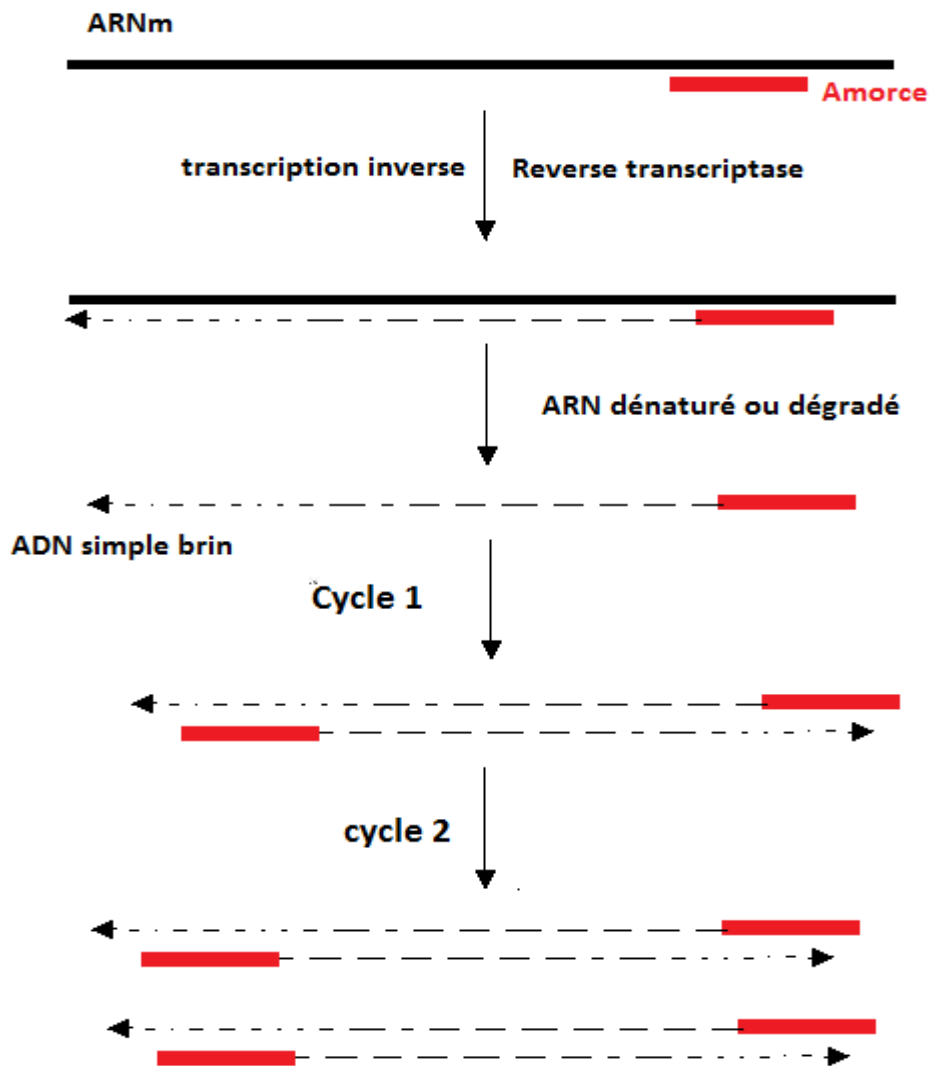 ARNm
Amorce
transcription inverse
Reverse transcriptase
ARN dénaturé ou dégradé
ADN simple brin
Cycle 1
cycle 2